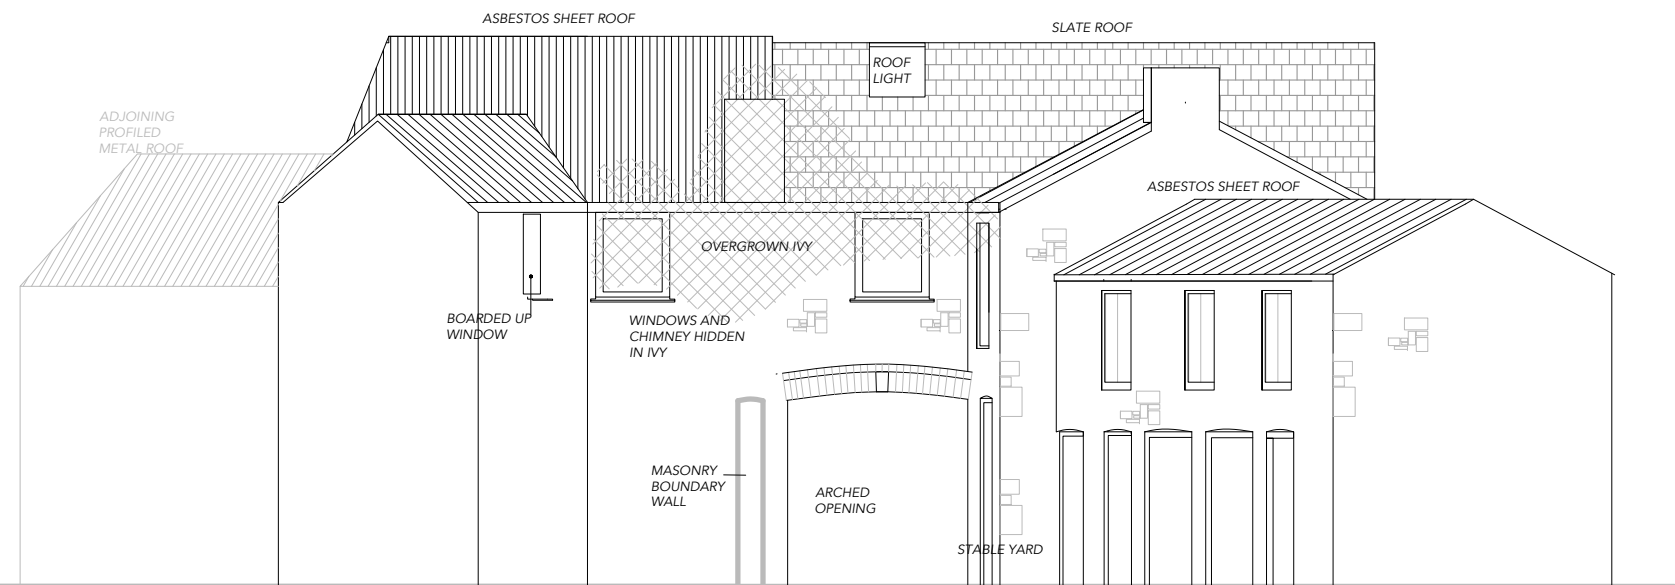 ASBESTOS SHEET ROOF
SLATE ROOF
ROOF
LIGHT
ADJOINING
PROFILED
METAL ROOF
ASBESTOS SHEET ROOF
OVERGROWN IVY
BOARDED UP
WINDOW
WINDOWS AND
CHIMNEY HIDDEN
IN IVY
MASONRY
BOUNDARY
WALL
ARCHED
OPENING
STABLE YARD